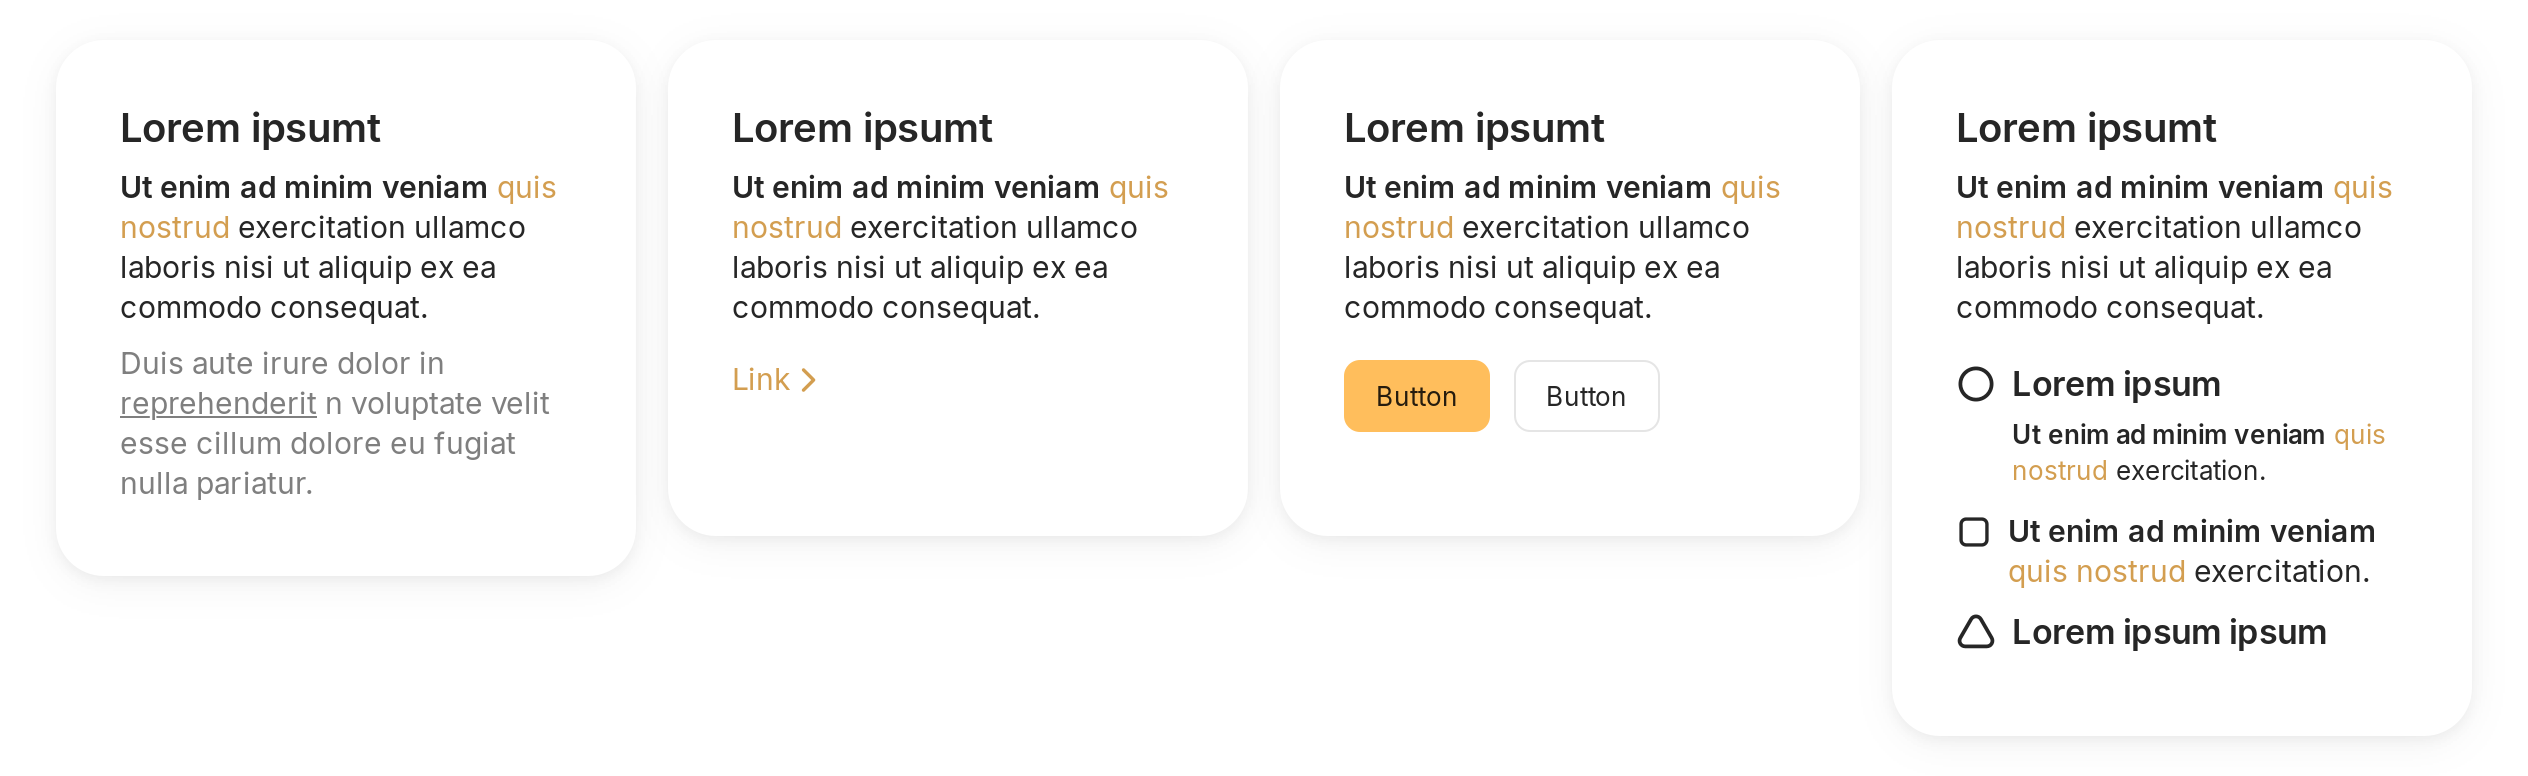 Lorem ipsumt
Ut enim ad minim veniam quis
nostrud exercitation ullamco
laboris nisi ut aliquip ex ea
commodo consequat.
Duis aute irure dolor in
reprehenderit n voluptate velit
esse cillum dolore eu fugiat
nulla pariatur.
Lorem ipsumt
Ut enim ad minim veniam quis
nostrud exercitation ullamco
laboris nisi ut aliquip ex ea
commodo consequat.
Link
Lorem ipsumt
Ut enim ad minim veniam quis
nostrud exercitation ullamco
laboris nisi ut aliquip ex ea
commodo consequat.
Button
Button
Lorem ipsumt
Ut enim ad minim veniam quis
nostrud exercitation ullamco
laboris nisi ut aliquip ex ea
commodo consequat.
Lorem ipsum
Ut enim ad minim veniam quis
nostrud exercitation.
Ut enim ad minim veniam
quis nostrud exercitation.
Lorem ipsum ipsum